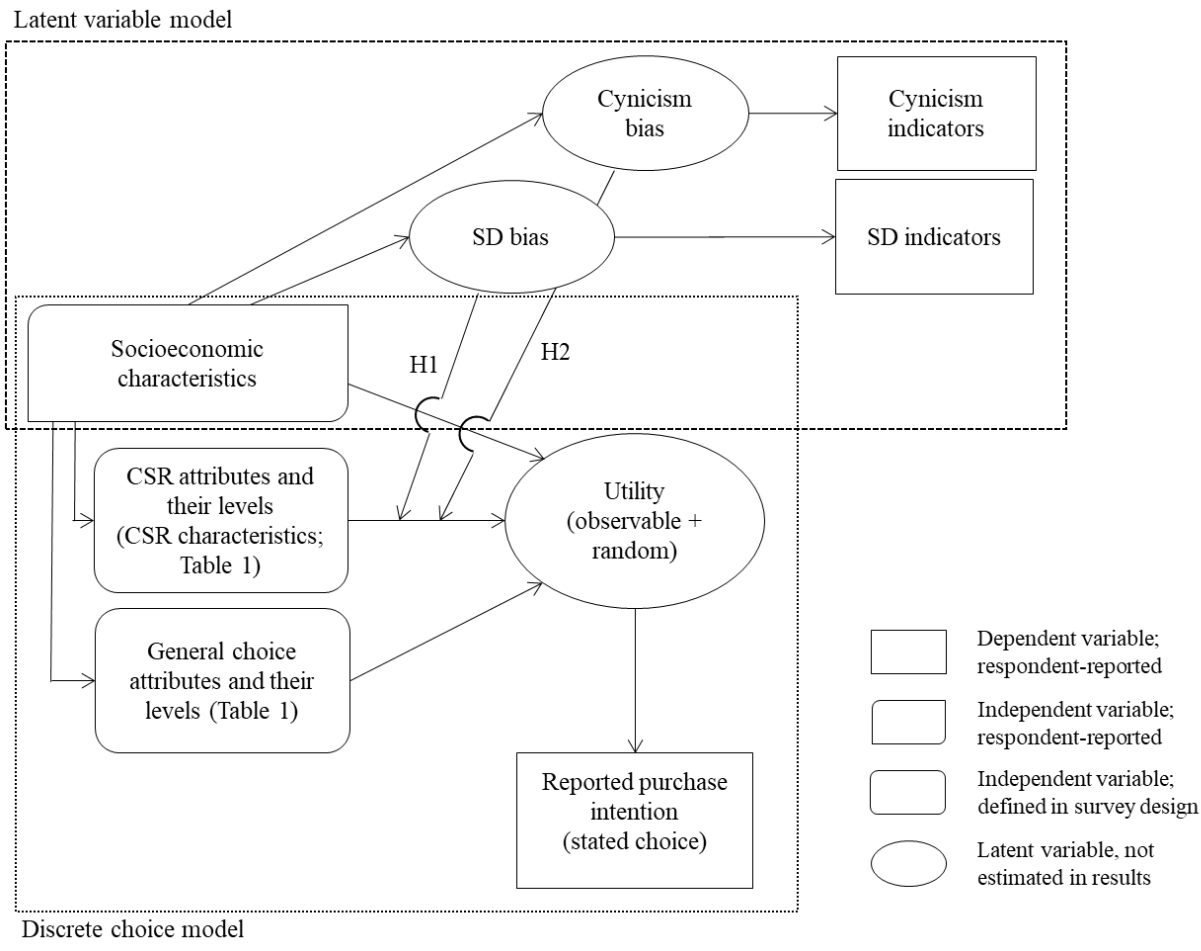 Latent variable model
Cynicism
bias
Cynicism
indicators
SD bias
SD indicators
Socioeconomic
characteristics
H1
H2
CSR attributes and
their levels
(CSR characteristics;
Table 1)
Utility
(observable +
random)
General choice
attributes and their
levels (Table 1)
Reported purchase
intention
(stated choice)
Dependent variable;
respondent-reported
Independent variable;
respondent-reported
Independent variable;
defined in survey design
Latent variable, not
estimated in results
Discrete choice model